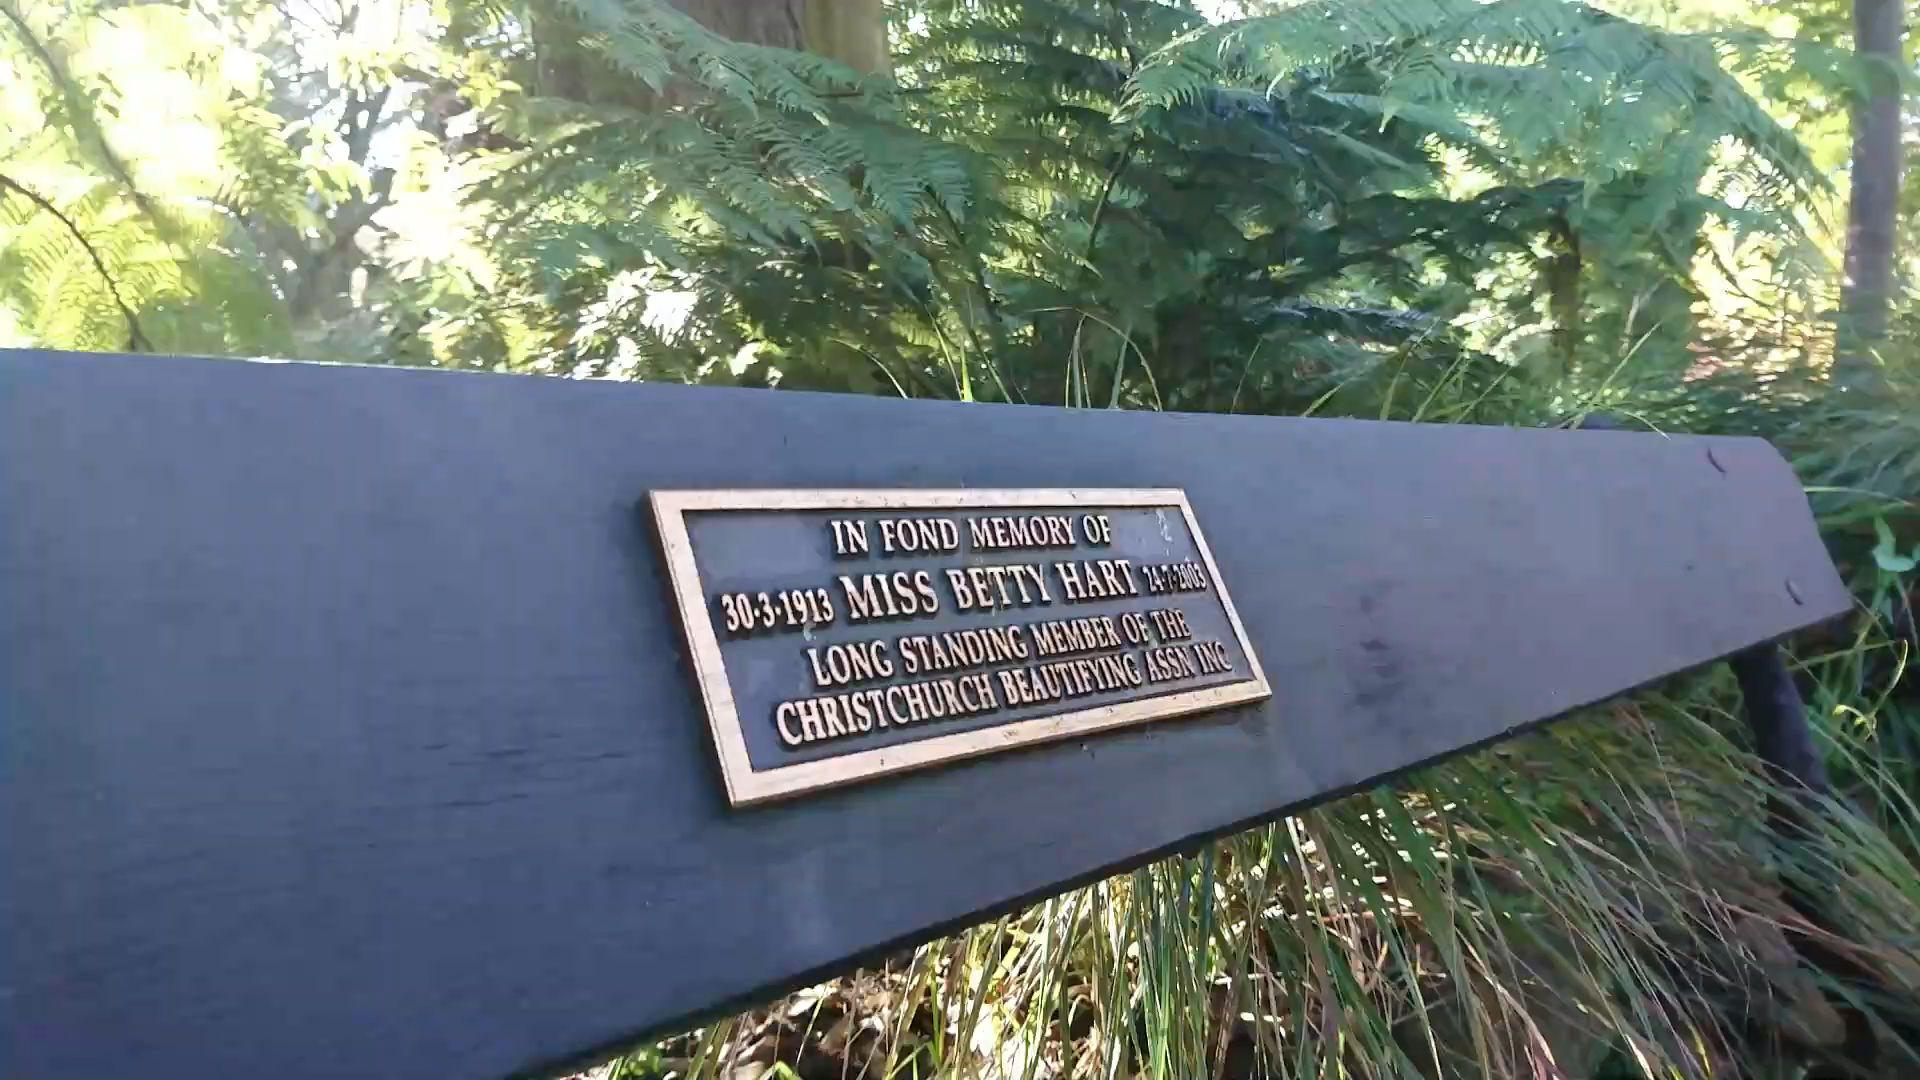 IN FOND MEMORY OF
30·3·1913 MISS BETTY HART 24·7·2003
LONG STANDING MEMBER OF THE
CHRISTCHURCH BEAUTIFYING ASSN INC